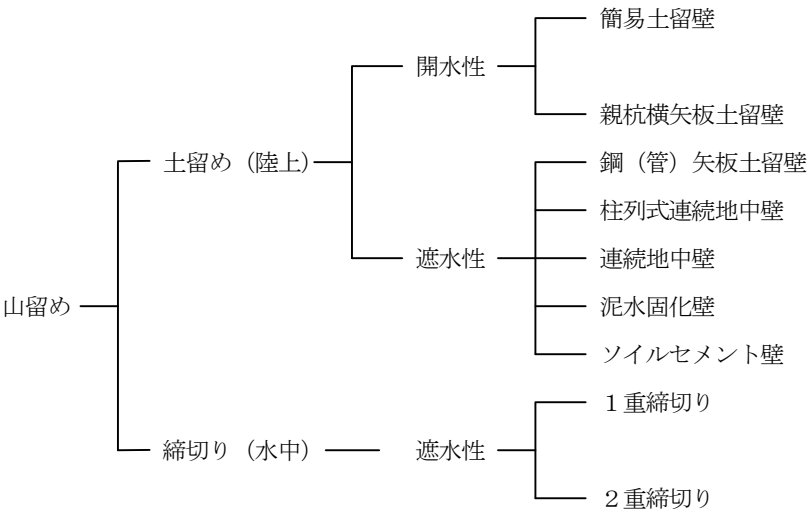 山留め
土留め（陸上）
開水性
簡易土留壁
親杭横矢板土留壁
遮水性
鋼（管）矢板土留壁
柱列式連続地中壁
連続地中壁
泥水固化壁
ソイルセメント壁
締切り（水中）
遮水性
１重締切り
２重締切り